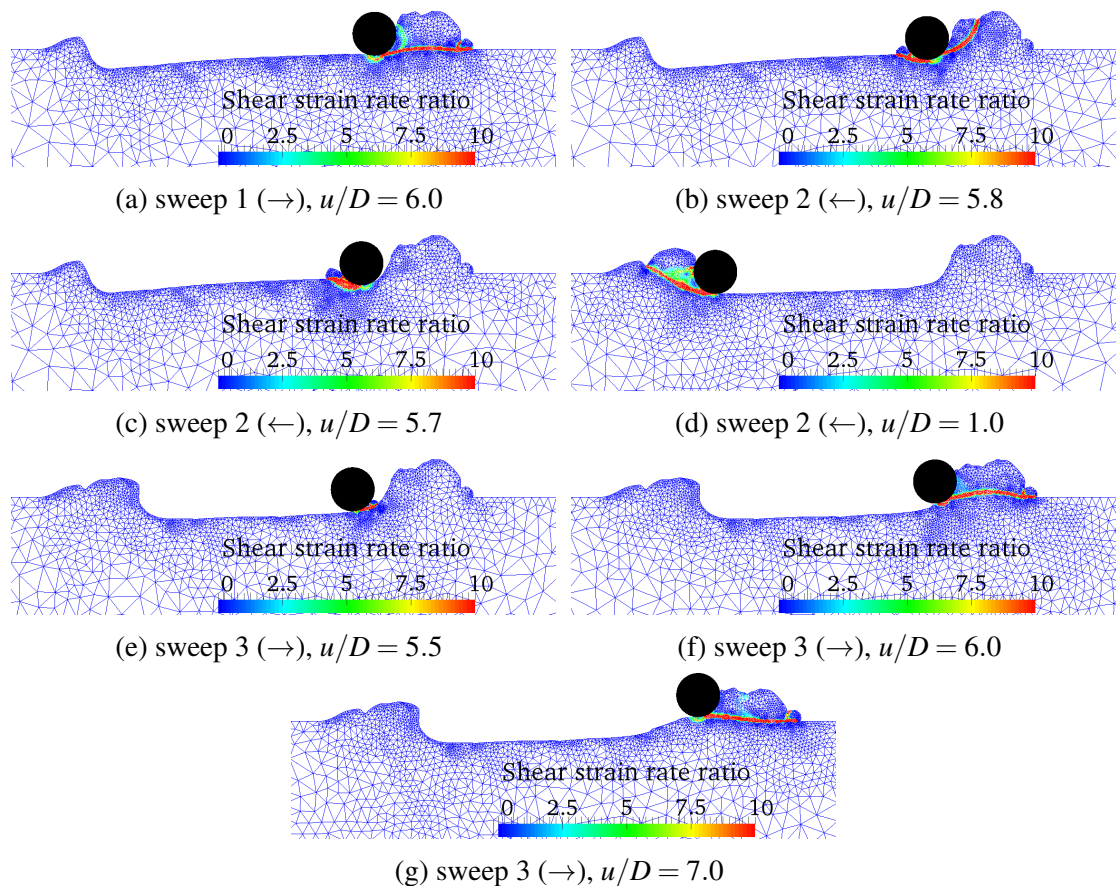 Shear strain rate ratio
0 2.5 5 7.5 10
(a) sweep 1 (→), u/D = 6.0
Shear strain rate ratio
0 2.5 5 7.5 10
(b) sweep 2 (←), u/D = 5.8
Shear strain rate ratio
0 2.5 5 7.5 10
(c) sweep 2 (←), u/D = 5.7
Shear strain rate ratio
0 2.5 5 7.5 10
(d) sweep 2 (←), u/D = 1.0
Shear strain rate ratio
0 2.5 5 7.5 10
(e) sweep 3 (→), u/D = 5.5
Shear strain rate ratio
0 2.5 5 7.5 10
(f) sweep 3 (→), u/D = 6.0
Shear strain rate ratio
0 2.5 5 7.5 10
(g) sweep 3 (→), u/D = 7.0